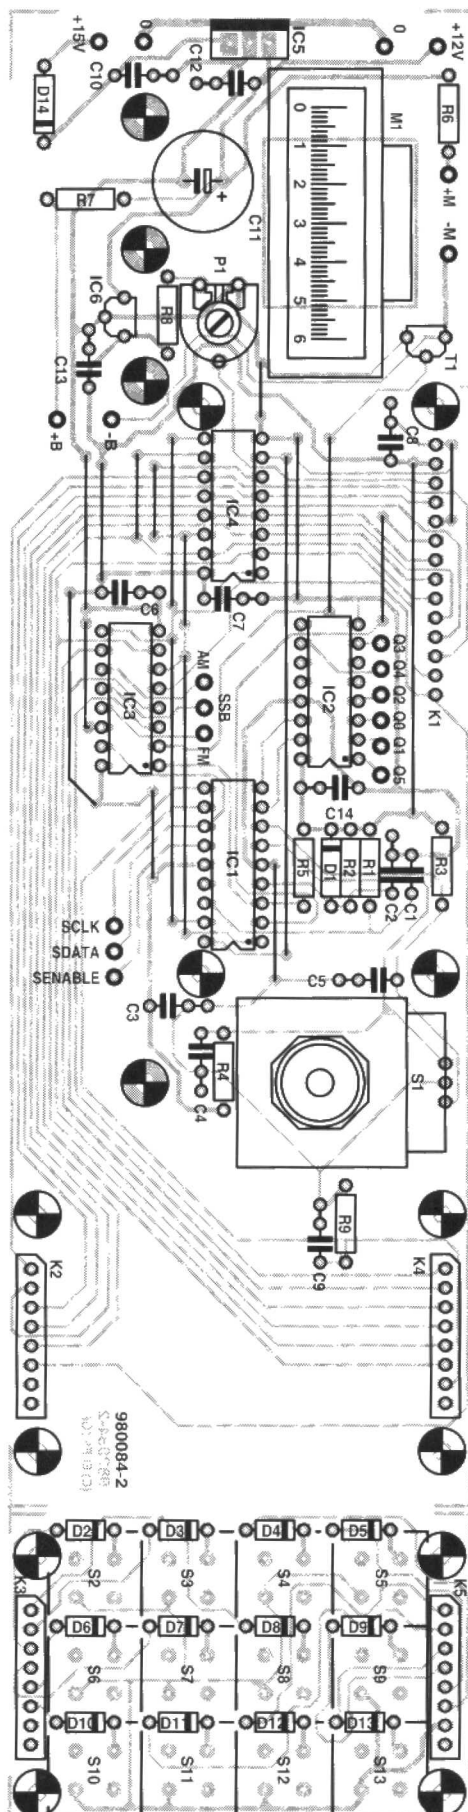 +15V
0
IC5
0
+12V
C10
C12
D14
M1
R6
0
1
2
3
4
5
6
+M
-M
R7
+
C11
P1
IC6
R8
C13
T1
+B
-B
C8
IC4
C6
C7
K1
IC3
AM
SSB
FM
IC2
Q3
Q4
Q2
Q0
Q1
Q5
C14
IC1
R5
D1
R2
R1
C2
C1
R3
SCLK
SDATA
SENABLE
C3
C5
C4
R4
S1
R9
C9
K2
K4
980084-2
D2
D3
D4
D5
K3
S2
S3
S4
S5
K5
D6
D7
D8
D9
S6
S7
S8
S9
D10
D11
D12
D13
S10
S11
S12
S13